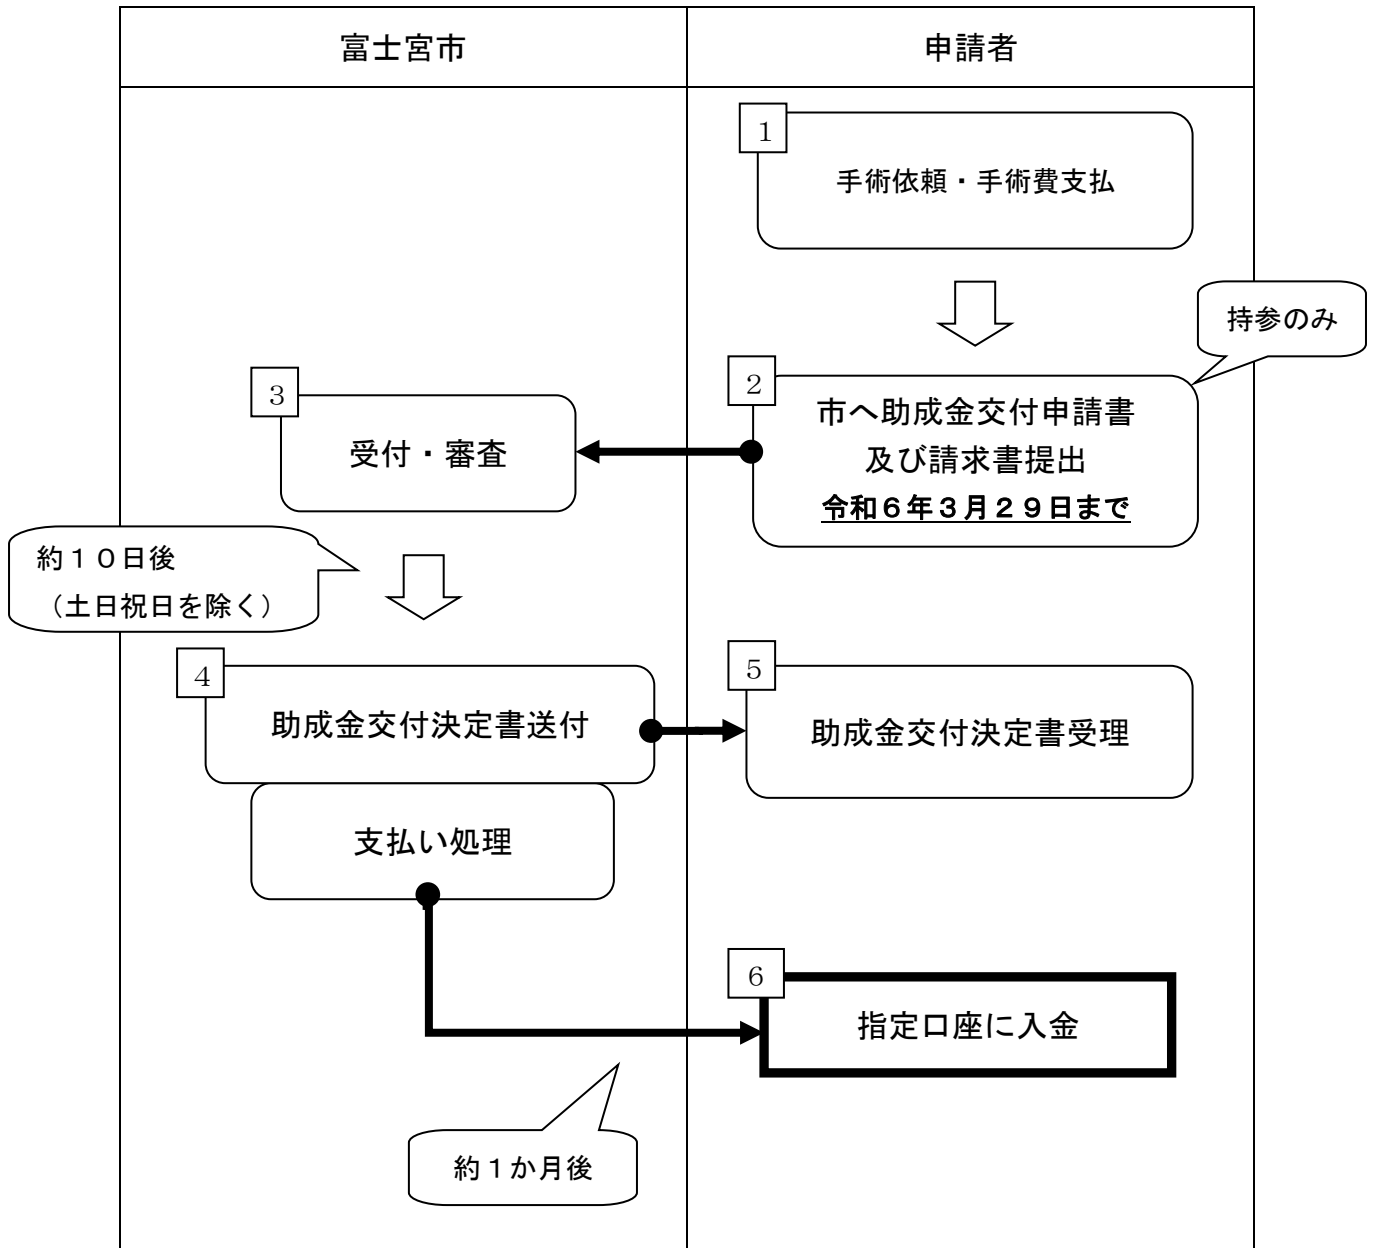 富士宮市
申請者
1
手術依頼・手術費支払
持参のみ
2
市へ助成金交付申請書
及び請求書提出
令和６年３月２９日まで
3
受付・審査
約１０日後
（土日祝日を除く）
4
助成金交付決定書送付
5
助成金交付決定書受理
支払い処理
6
指定口座に入金
約１か月後